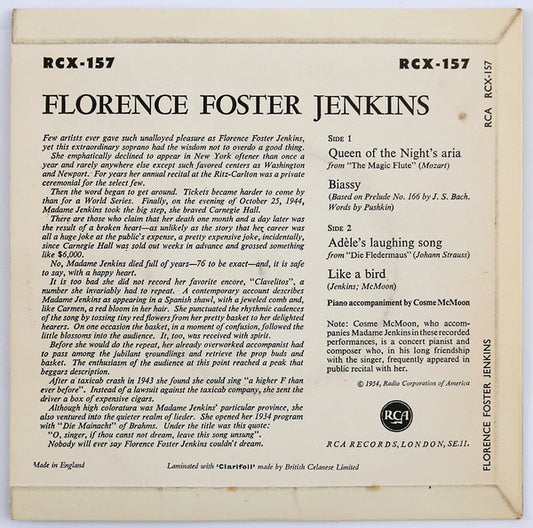 RCX-157
RCX-157
FLORENCE FOSTER JENKINS
Few artists ever gave such unalloyed pleasure as Florence Foster Jenkins,
yet this extraordinary soprano had the wisdom not to overdo a good thing.
She emphatically declined to appear in New York oftener than once a
year and rarely anywhere else except such favored centers as Washington
and Newport. For years her annual recital at the Ritz-Carlton was a private
ceremonial for the select few.
Then the word began to get around. Tickets became harder to come by
than for a World Series. Finally, on the evening of October 25, 1944,
Madame Jenkins took the big step, she braved Carnegie Hall.
There are those who claim that her death one month and a day later was
the result of a broken heart—as unlikely as the story that her career was
all a huge joke at the public's expense, a pretty expensive joke, incidentally,
since Carnegie Hall was sold out weeks in advance and grossed something
like $6,000.
No, Madame Jenkins died full of years—76 to be exact—and, it is safe
to say, with a happy heart.
It is too bad she did not record her favorite encore, "Clavelitos", a
number she invariably had to repeat. A contemporary account describes
Madame Jenkins as appearing in a Spanish shawl, with a jeweled comb and,
like Carmen, a red bloom in her hair. She punctuated the rhythmic cadences
of the song by tossing tiny red flowers from her pretty basket to her delighted
hearers. On one occasion the basket, in a moment of confusion, followed the
little blossoms into the audience. It, too, was received with spirit.
Before she would do the repeat, her already overworked accompanist had
to pass among the jubilant groundlings and retrieve the prop buds and
basket. The enthusiasm of the audience at this point reached a peak that
beggars description.
After a taxicab crash in 1943 she found she could sing "a higher F than
ever before". Instead of a lawsuit against the taxicab company, she sent the
driver a box of expensive cigars.
Although high coloratura was Madame Jenkins' particular province, she
also ventured into the quieter realm of lieder. She opened her 1934 program
with "Die Mainacht" of Brahms. Under the title was this quote:
"O, singer, if thou canst not dream, leave this song unsung".
Nobody will ever say Florence Foster Jenkins couldn't dream.
SIDE 1
Queen of the Night's aria
from "The Magic Flute" (Mozart)
Biassy
(Based on Prelude No. 166 by J. S. Bach.
Words by Pushkin)
SIDE 2
Adèle's laughing song
from "Die Fledermaus" (Johann Strauss)
Like a bird
(Jenkins; McMoon)
Piano accompaniment by Cosme McMoon
Note: Cosme McMoon, who accom-
panies Madame Jenkins in these recorded
performances, is a concert pianist and
composer who, in his long friendship
with the singer, frequently appeared in
public recital with her.
© 1954, Radio Corporation of America
RCA
RCA RECORDS, LONDON, SE.11.
Made in England
Laminated with 'Clarifoil' made by British Celanese Limited
RCA RCX-157
FLORENCE FOSTER JENKINS